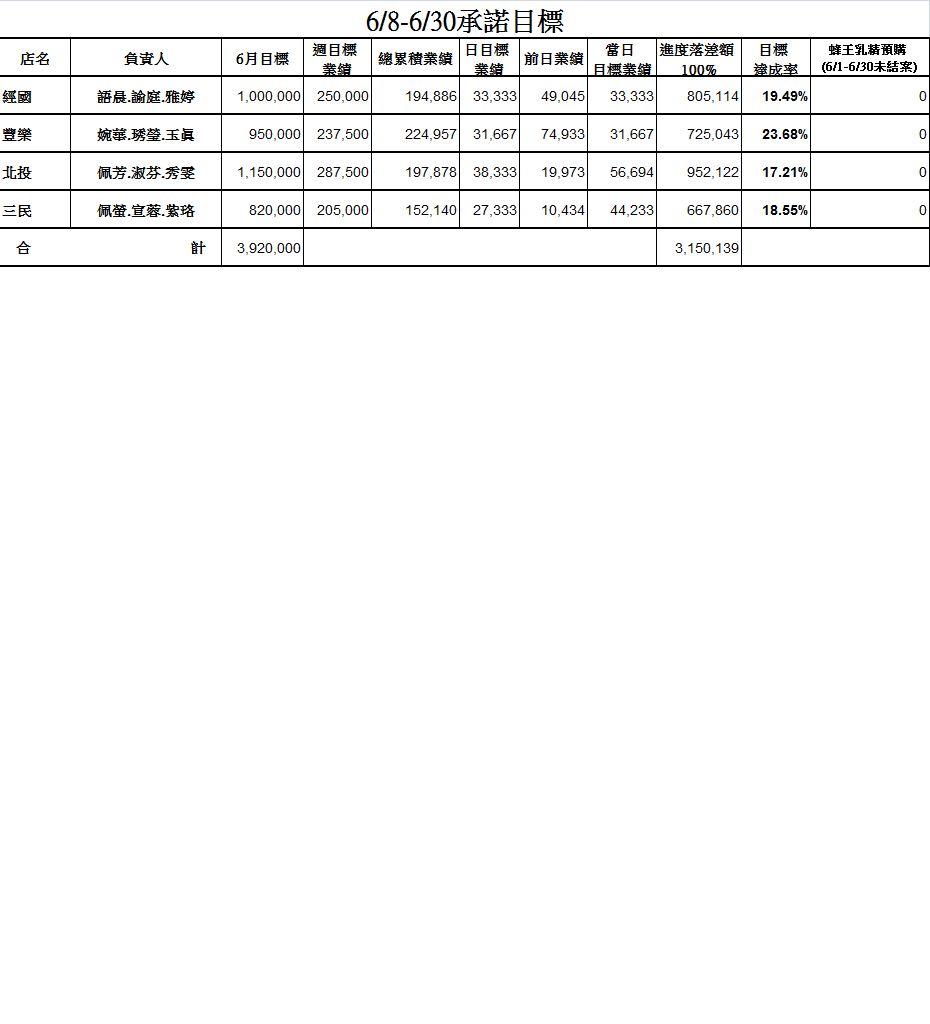 6/8-6/30承諾目標
店名 負責人 6月目標 週目標業績 總累積業績 日目標業績 前日業績 當日目標業績 進度落差額100% 目標達成率 蜂王乳精預購(6/1-6/30未結案)
經國 語晨.諭庭.雅婷 1,000,000 250,000 194,886 33,333 49,045 33,333 805,114 19.49% 0
豐樂 婉華.琇瑩.玉真 950,000 237,500 224,957 31,667 74,933 31,667 725,043 23.68% 0
北投 佩芳.淑芬.秀雯 1,150,000 287,500 197,878 38,333 19,973 56,694 952,122 17.21% 0
三民 佩螢.宣蓉.紫珞 820,000 205,000 152,140 27,333 10,434 44,233 667,860 18.55% 0
合 計 3,920,000 3,150,139